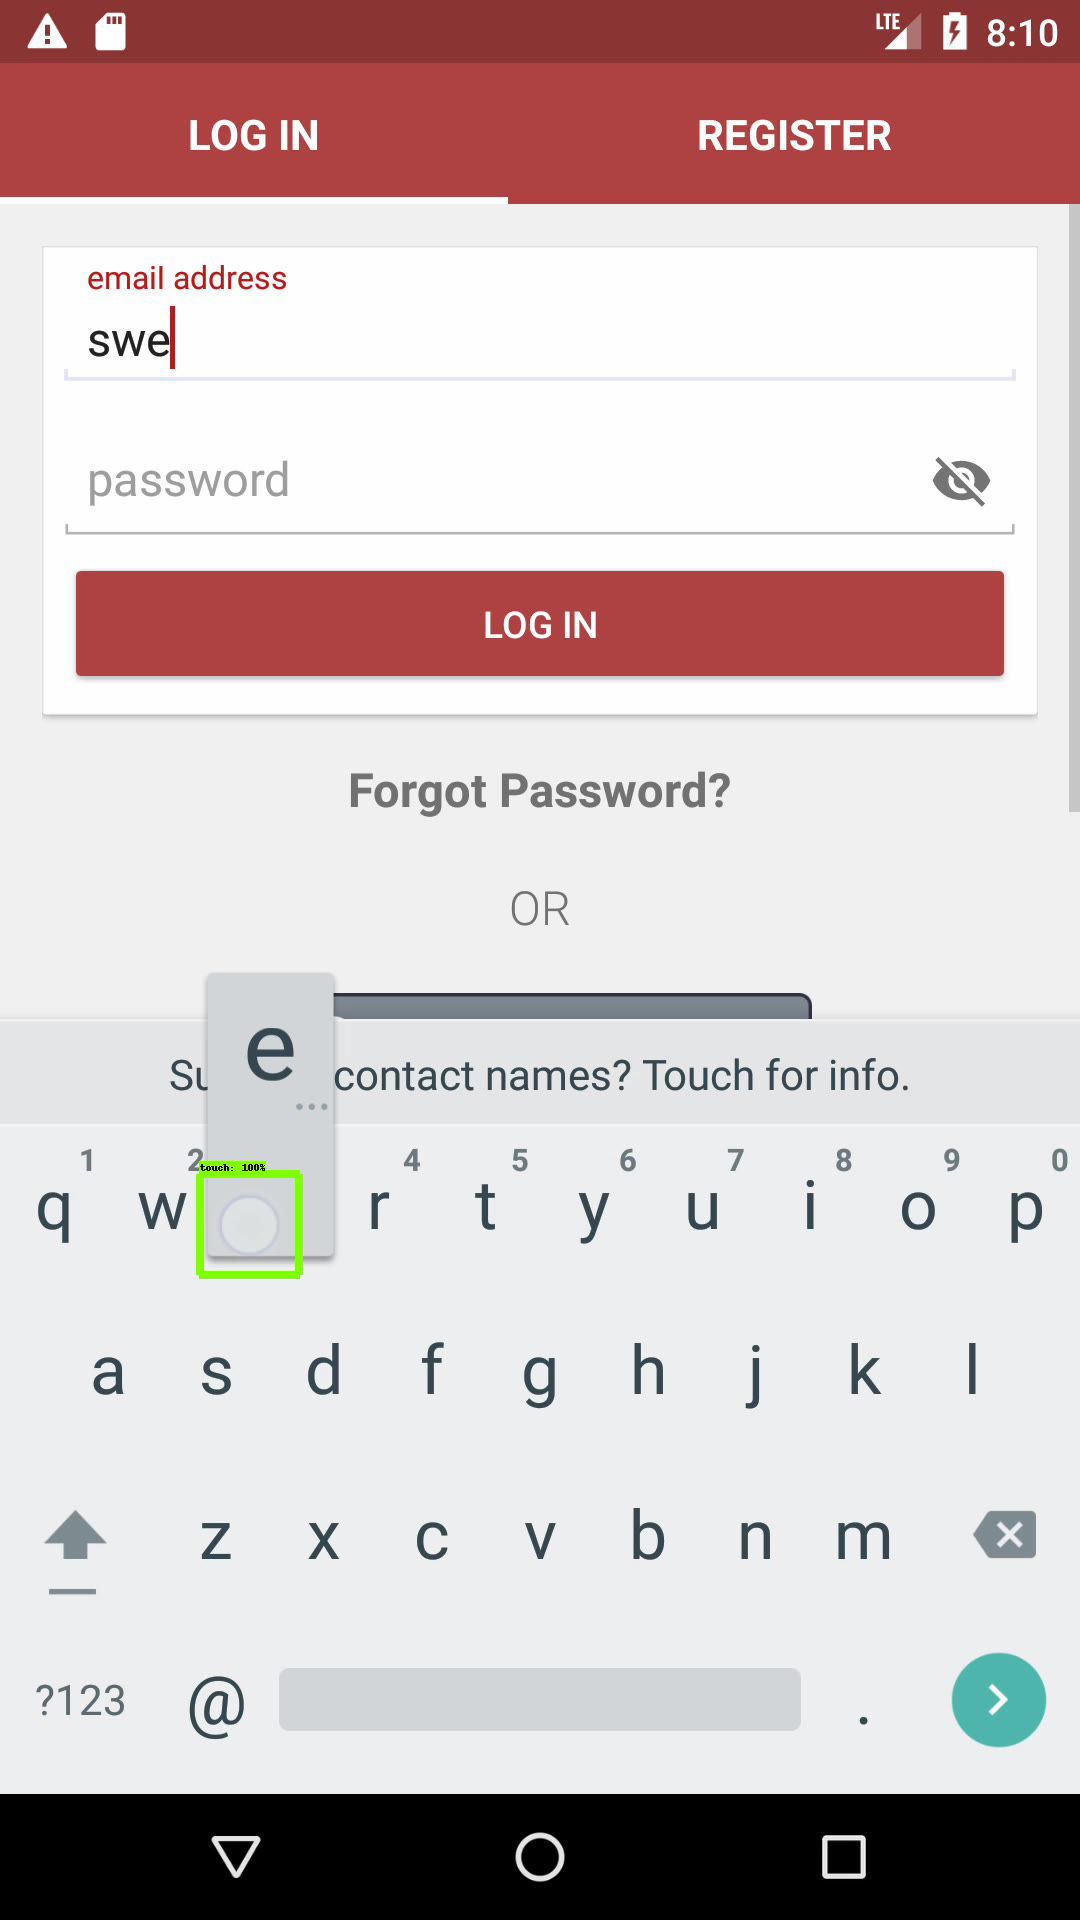 LTE 8:10
LOG IN REGISTER
email address
swe
password
LOG IN
Forgot Password?
OR
e
contact names? Touch for info.
touch: 100%
1 2 4 5 6 7 8 9 0
q w r t y u i o p
a s d f g h j k l
z x c v b n m
?123 @ .